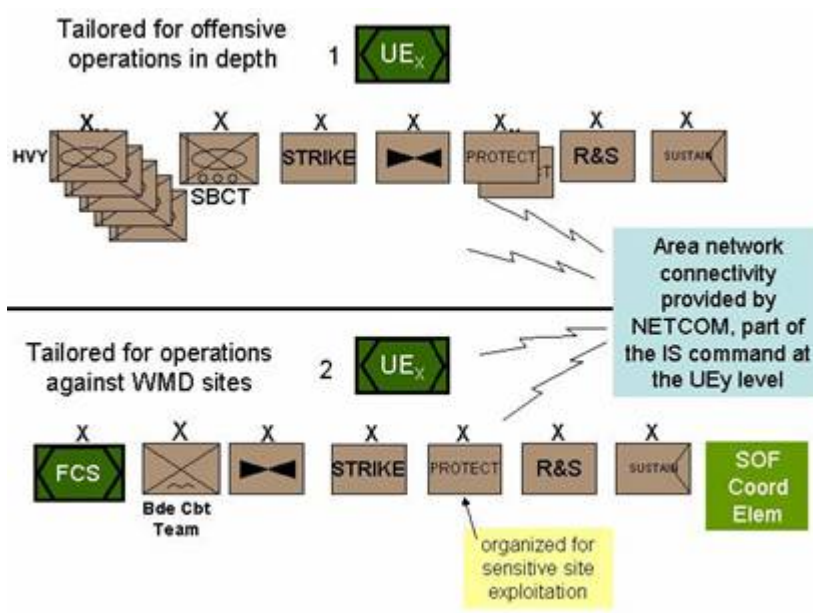 Tailored for offensive
operations in depth
1
UEx
X X X X X X X
HVY
SBCT
STRIKE
PROTECT
CT
R&S
SUSTAIN
Area network
connectivity
provided by
NETCOM, part of
the IS command at
the UEy level
Tailored for operations
against WMD sites
2
UEx
X X X X X X X
FCS
Bde Cbt
Team
STRIKE
PROTECT
R&S
SUSTAIN
SOF
Coord
Elem
organized for
sensitive site
exploitation